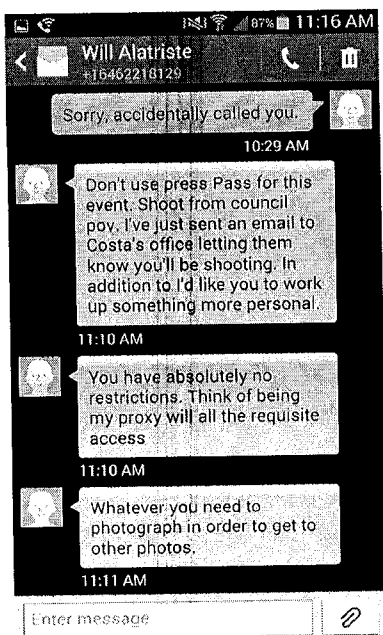 87% 11:16 AM
Will Alatriste
+16462218129
Sorry, accidentally called you.
10:29 AM
Don't use press Pass for this
event. Shoot from council
pov. I've just sent an email to
Costa's office letting them
know you'll be shooting. In
addition to I'd like you to work
up something more personal.
11:10 AM
You have absolutely no
restrictions. Think of being
my proxy will all the requisite
access
11:10 AM
Whatever you need to
photograph in order to get to
other photos.
11:11 AM
Enter message